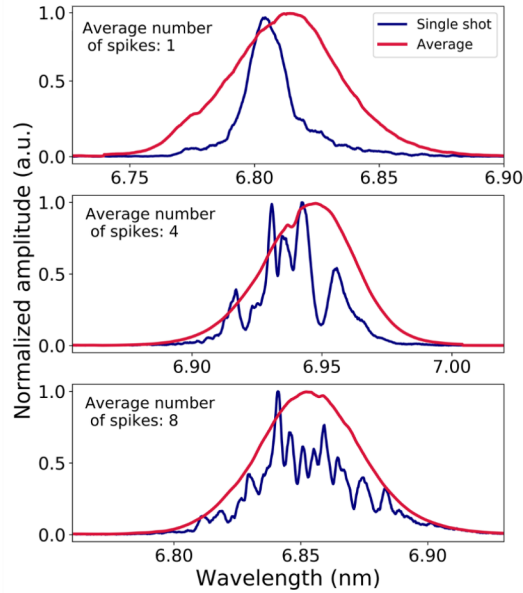 Average number
of spikes: 1
Single shot
Average
1.0
0.5
0.0
6.75
6.80
6.85
6.90
Average number
of spikes: 4
1.0
0.5
0.0
6.90
6.95
7.00
Average number
of spikes: 8
1.0
0.5
0.0
6.80
6.85
6.90
Normalized amplitude (a.u.)
Wavelength (nm)